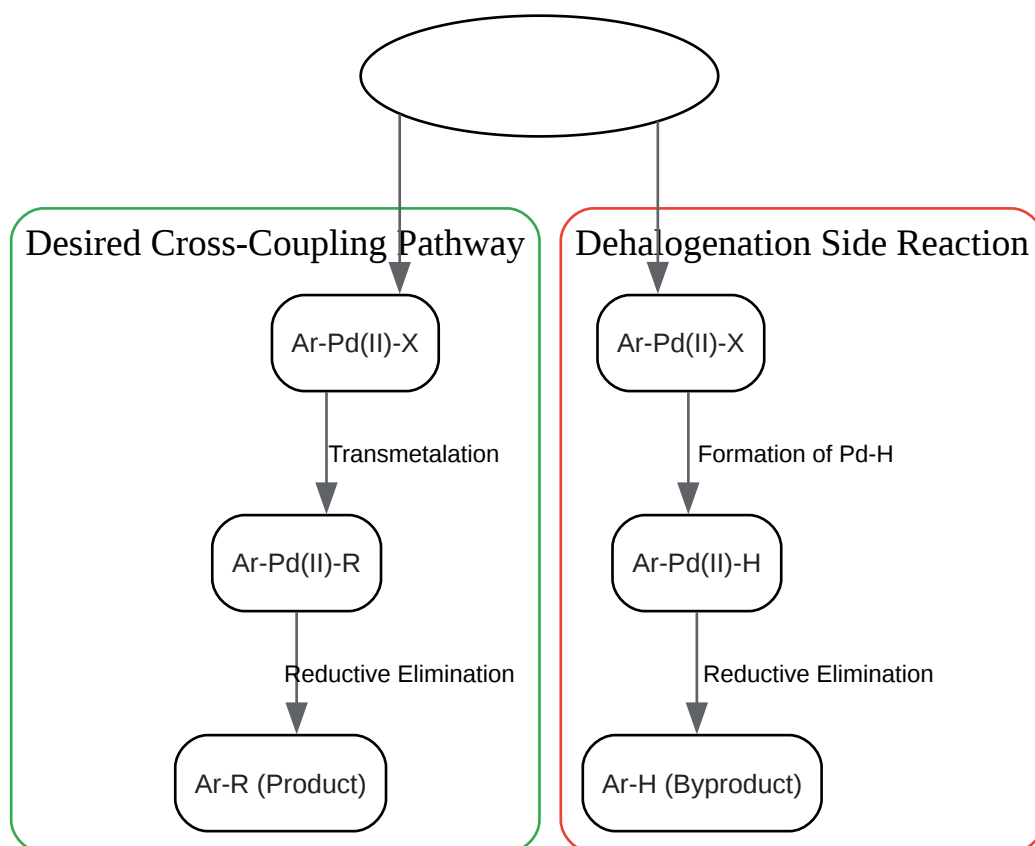 Desired Cross-Coupling Pathway
Ar-Pd(II)-X
Transmetalation
Ar-Pd(II)-R
Reductive Elimination
Ar-R (Product)
Dehalogenation Side Reaction
Ar-Pd(II)-X
Formation of Pd-H
Ar-Pd(II)-H
Reductive Elimination
Ar-H (Byproduct)